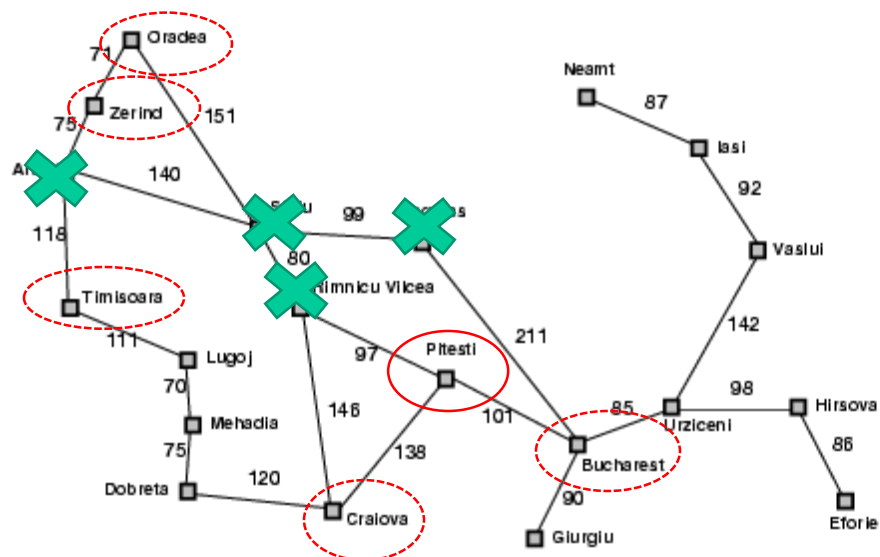 Oradea
71
Neamt
87
Zerind
151
75
Iasi
140
92
99
118
80
Vaslui
Rimnicu Vilcea
Timisoara
142
211
111
Lugoj
97
Pitesti
98
70
85
Hirsova
146
101
Urziceni
Mehadia
138
86
75
Bucharest
Dobreta
120
90
Craiova
Eforie
Giurgiu